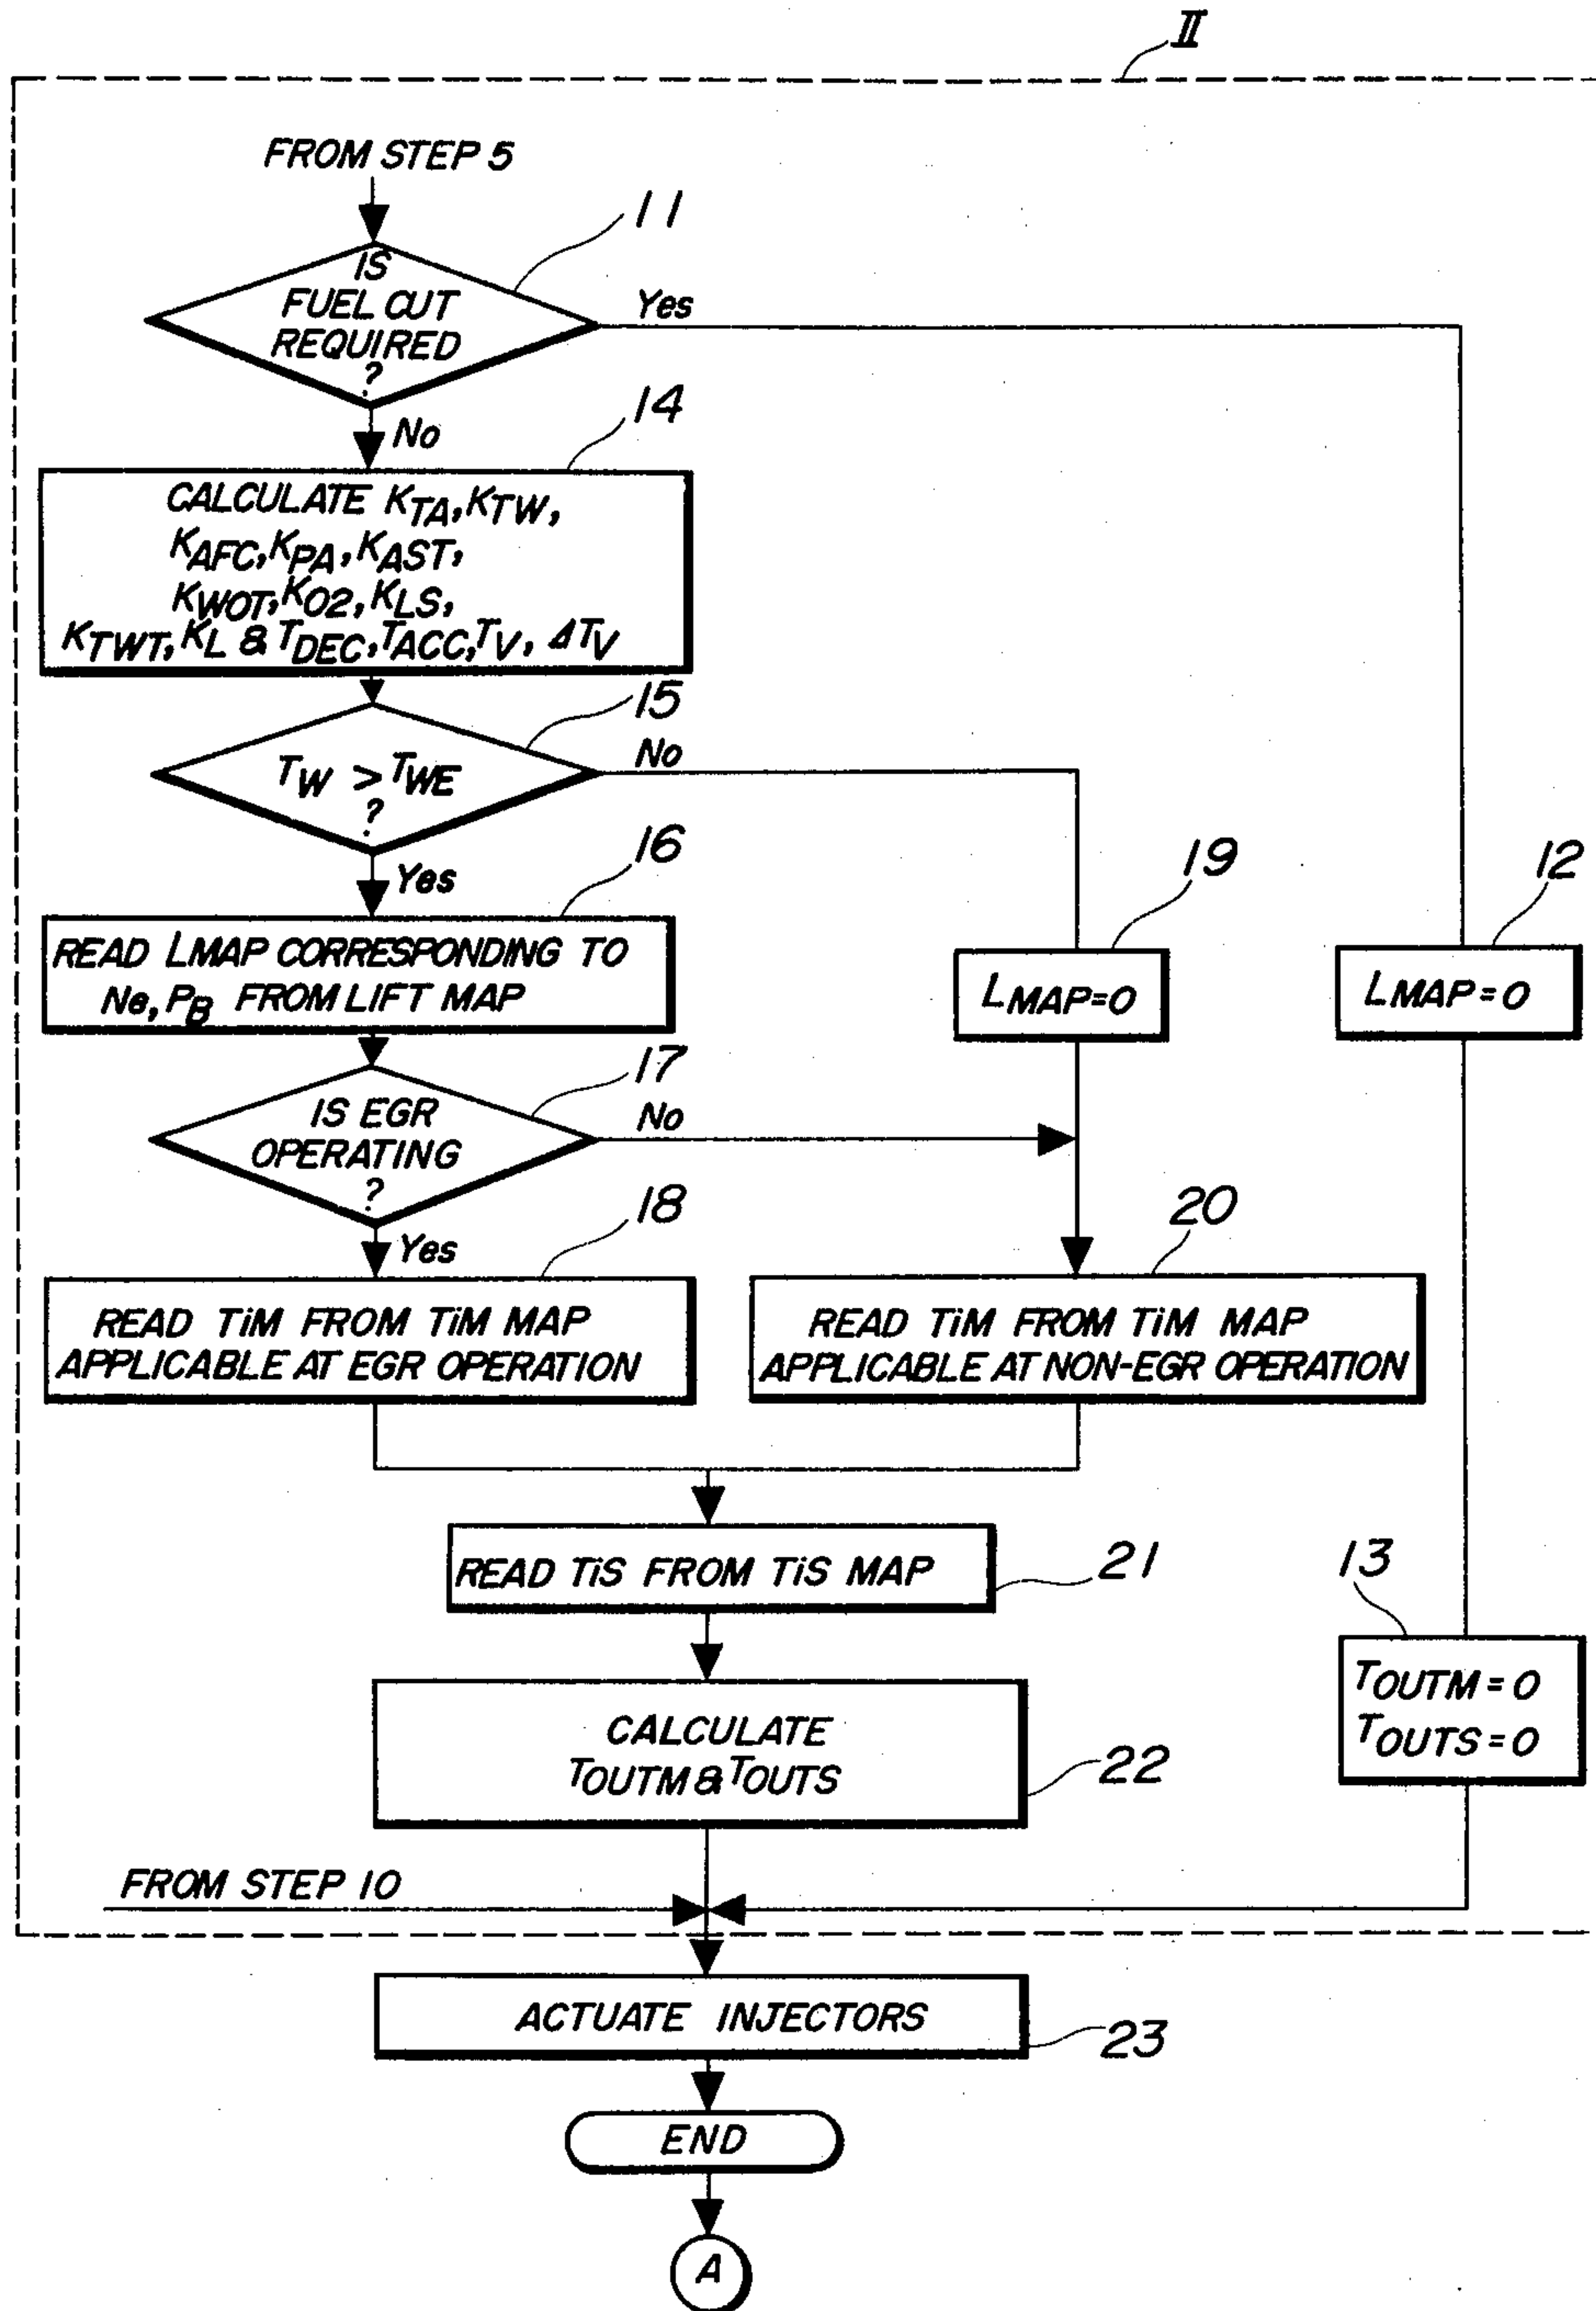 II
FROM STEP 5
11
IS
FUEL CUT
REQUIRED
?
Yes
No
14
CALCULATE KTA, KTW,
KAFC, KPA, KAST,
KWOT, KO2, KLS,
KTWT, KL & TDEC, TACC, TV, ΔTV
15
TW > TWE
?
No
Yes
16
READ LMAP CORRESPONDING TO
Ne, PB FROM LIFT MAP
19
LMAP=0
12
LMAP=0
17
IS EGR
OPERATING
?
No
Yes
18
READ TiM FROM TiM MAP
APPLICABLE AT EGR OPERATION
20
READ TiM FROM TiM MAP
APPLICABLE AT NON-EGR OPERATION
READ TiS FROM TiS MAP
21
13
TOUTM=0
TOUTS=0
CALCULATE
TOUTM & TOUTS
22
FROM STEP 10
ACTUATE INJECTORS
23
END
A